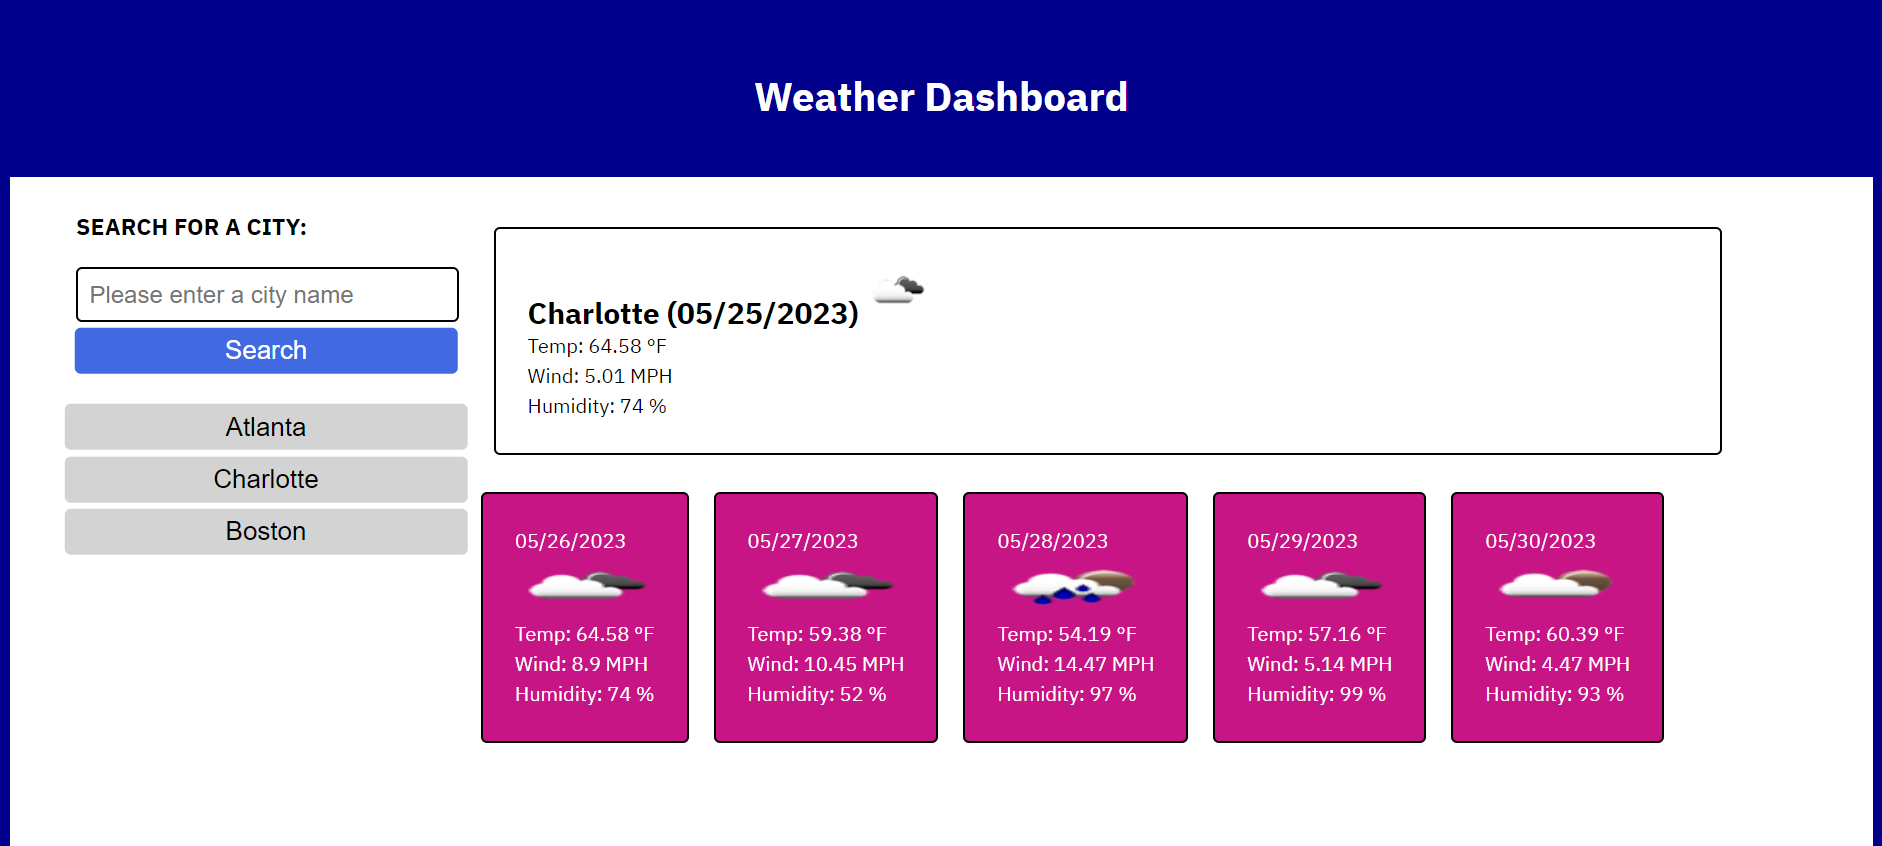 Weather Dashboard
SEARCH FOR A CITY:
Please enter a city name
Search
Atlanta
Charlotte
Boston
Charlotte (05/25/2023)
Temp: 64.58 °F
Wind: 5.01 MPH
Humidity: 74 %
05/26/2023
Temp: 64.58 °F
Wind: 8.9 MPH
Humidity: 74 %
05/27/2023
Temp: 59.38 °F
Wind: 10.45 MPH
Humidity: 52 %
05/28/2023
Temp: 54.19 °F
Wind: 14.47 MPH
Humidity: 97 %
05/29/2023
Temp: 57.16 °F
Wind: 5.14 MPH
Humidity: 99 %
05/30/2023
Temp: 60.39 °F
Wind: 4.47 MPH
Humidity: 93 %